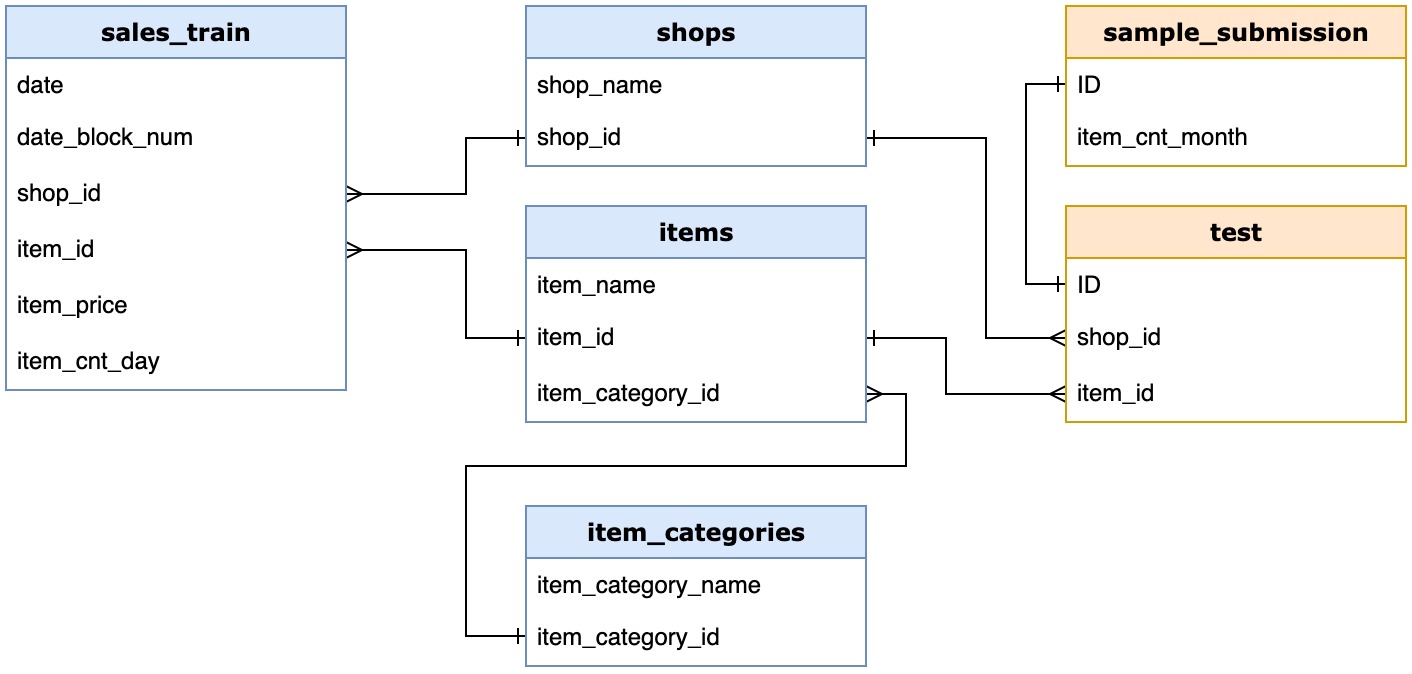 sales_train
date
date_block_num
shop_id
item_id
item_price
item_cnt_day
shops
shop_name
shop_id
items
item_name
item_id
item_category_id
item_categories
item_category_name
item_category_id
sample_submission
ID
item_cnt_month
test
ID
shop_id
item_id